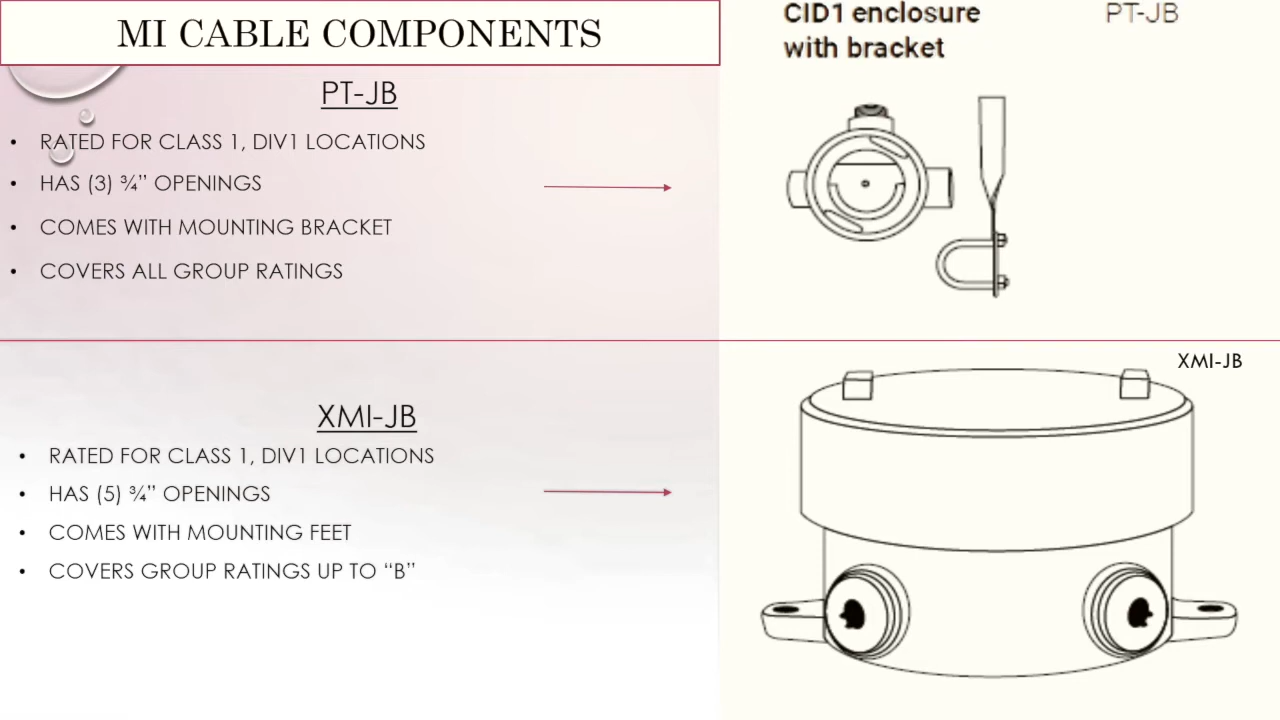 MI CABLE COMPONENTS
PT-JB
• RATED FOR CLASS 1, DIV1 LOCATIONS
• HAS (3) ¾” OPENINGS
• COMES WITH MOUNTING BRACKET
• COVERS ALL GROUP RATINGS
CID1 enclosure PT-JB
with bracket
XMI-JB
• RATED FOR CLASS 1, DIV1 LOCATIONS
• HAS (5) ¾” OPENINGS
• COMES WITH MOUNTING FEET
• COVERS GROUP RATINGS UP TO “B”
XMI-JB